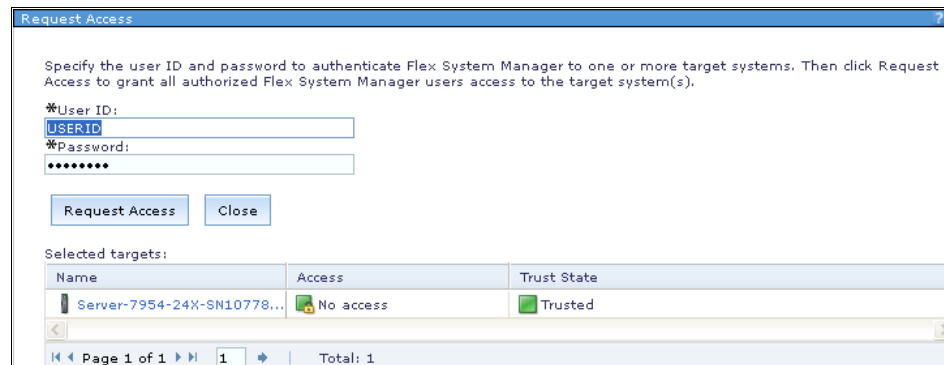 Request Access ?
Specify the user ID and password to authenticate Flex System Manager to one or more target systems. Then click Request
Access to grant all authorized Flex System Manager users access to the target system(s).
*User ID:
USERID
*Password:
••••••••
Request Access Close
Selected targets:
Name Access Trust State
Server-7954-24X-SN10778... No access Trusted
Page 1 of 1 1 Total: 1